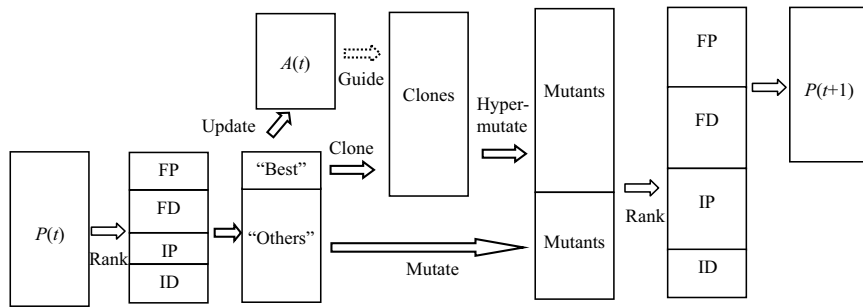 P(t)
Rank
FP
FD
IP
ID
“Best”
“Others”
Update
A(t)
Guide
Clone
Clones
Hyper-
mutate
Mutate
Mutants
Mutants
Rank
FP
FD
IP
ID
P(t+1)